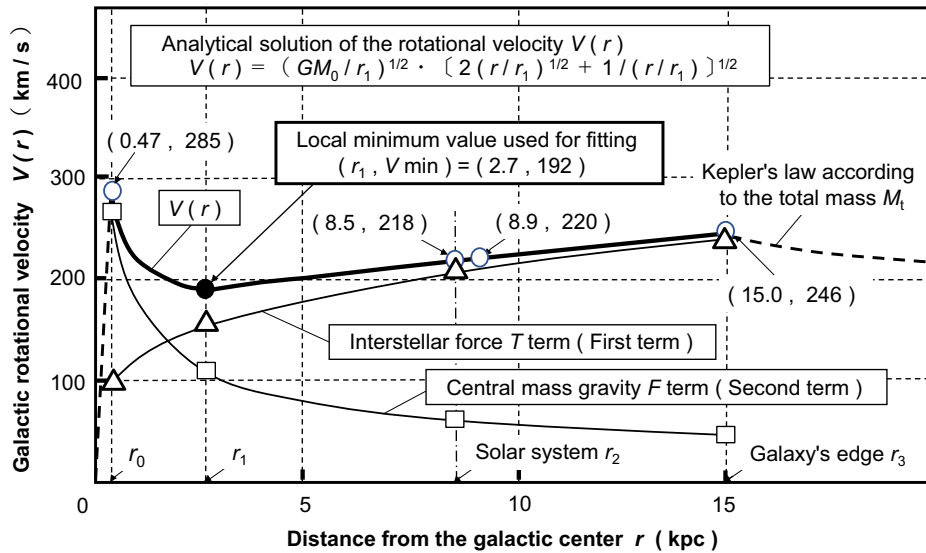 Analytical solution of the rotational velocity V ( r )
V ( r ) = ( GM0 / r1 ) 1/2 · 〔 2 ( r / r1 ) 1/2 + 1 / ( r / r1 ) 〕1/2
400
( 0.47 , 285 )
Local minimum value used for fitting
( r1 , V min ) = ( 2.7 , 192 )
300
V ( r )
( 8.5 , 218 )
( 8.9 , 220 )
Kepler's law according
to the total mass Mt
200
( 15.0 , 246 )
Interstellar force T term ( First term )
100
Central mass gravity F term ( Second term )
r0
r1
Solar system r2
Galaxy's edge r3
0
5
10
15
Distance from the galactic center r ( kpc )
Galactic rotational velocity V ( r ) ( km / s )